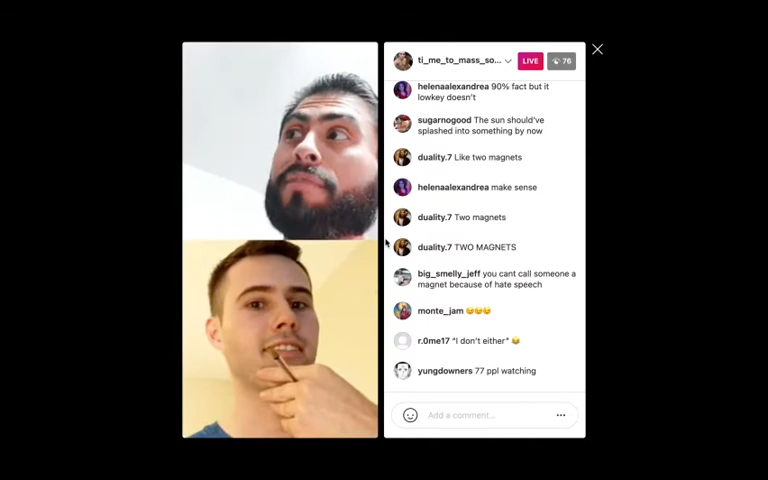 ti_me_to_mass_so... LIVE 76
helenaalexandrea 90% fact but it
lowkey doesn't
sugarnogood The sun should've
splashed into something by now
duality.7 Like two magnets
helenaalexandrea make sense
duality.7 Two magnets
duality.7 TWO MAGNETS
big_smelly_jeff you cant call someone a
magnet because of hate speech
monte_jam 😉😉😉
r.0me17 "I don't either" 😂
yungdowners 77 ppl watching
Add a comment...